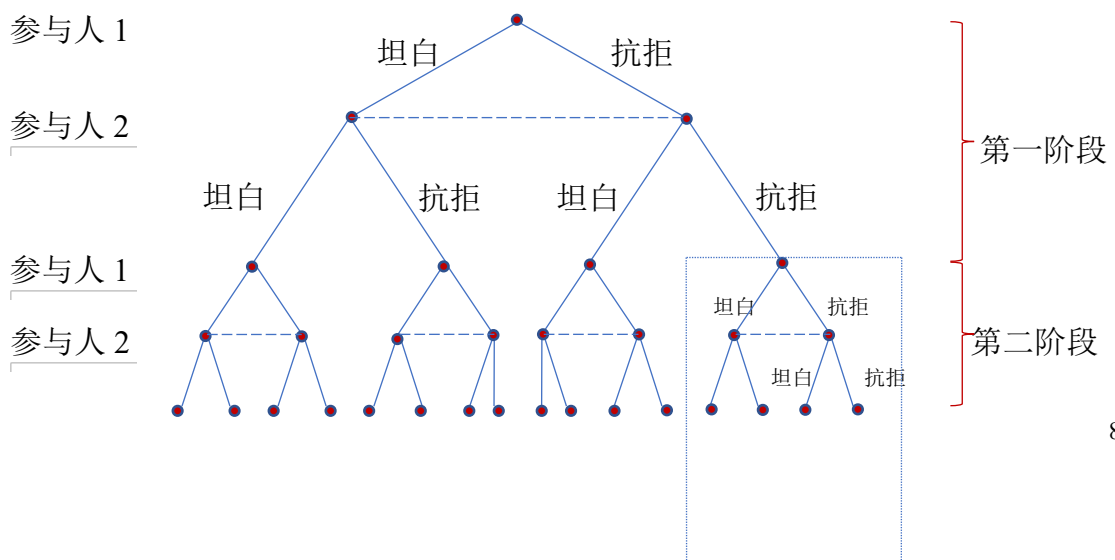 参与人 1
坦白
抗拒
参与人 2
第一阶段
坦白
抗拒
坦白
抗拒
参与人 1
坦白
抗拒
参与人 2
第二阶段
坦白
抗拒